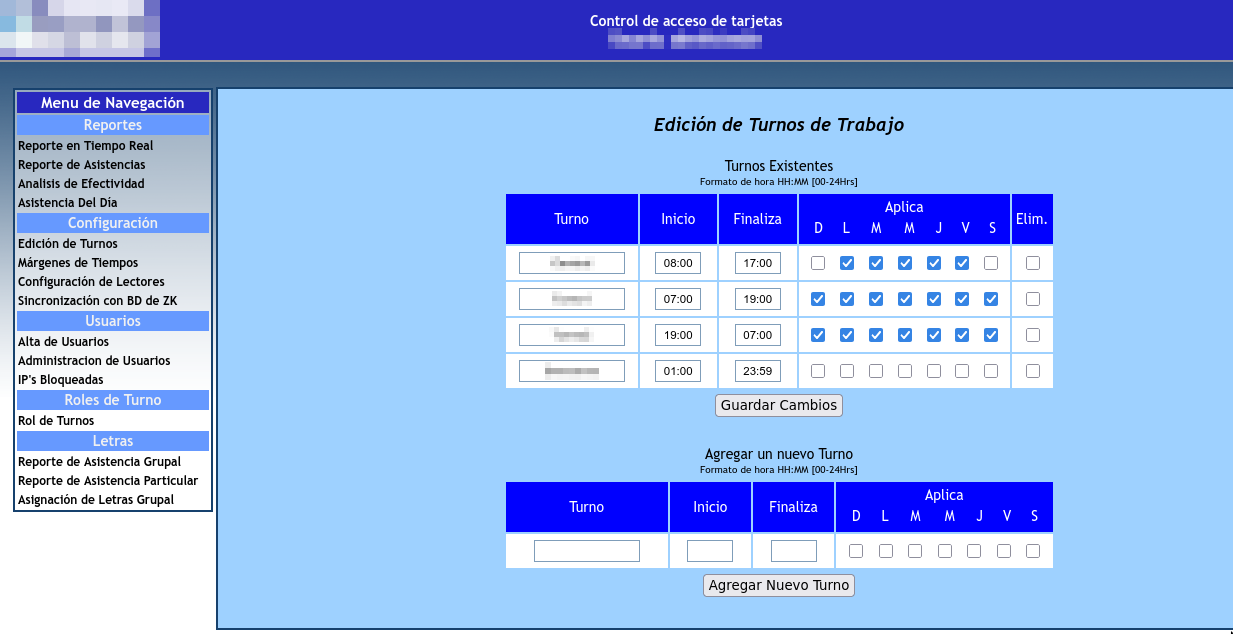 Control de acceso de tarjetas
Menu de Navegación
Reportes
Reporte en Tiempo Real
Reporte de Asistencias
Analisis de Efectividad
Asistencia Del Día
Configuración
Edición de Turnos
Márgenes de Tiempos
Configuración de Lectores
Sincronización con BD de ZK
Usuarios
Alta de Usuarios
Administracion de Usuarios
IP's Bloqueadas
Roles de Turno
Rol de Turnos
Letras
Reporte de Asistencia Grupal
Reporte de Asistencia Particular
Asignación de Letras Grupal
Edición de Turnos de Trabajo
Turnos Existentes
Formato de hora HH:MM [00-24Hrs]
Turno Inicio Finaliza Aplica Elim.
D L M M J V S
08:00 17:00
07:00 19:00
19:00 07:00
01:00 23:59
Guardar Cambios
Agregar un nuevo Turno
Formato de hora HH:MM [00-24Hrs]
Turno Inicio Finaliza Aplica
D L M M J V S
Agregar Nuevo Turno